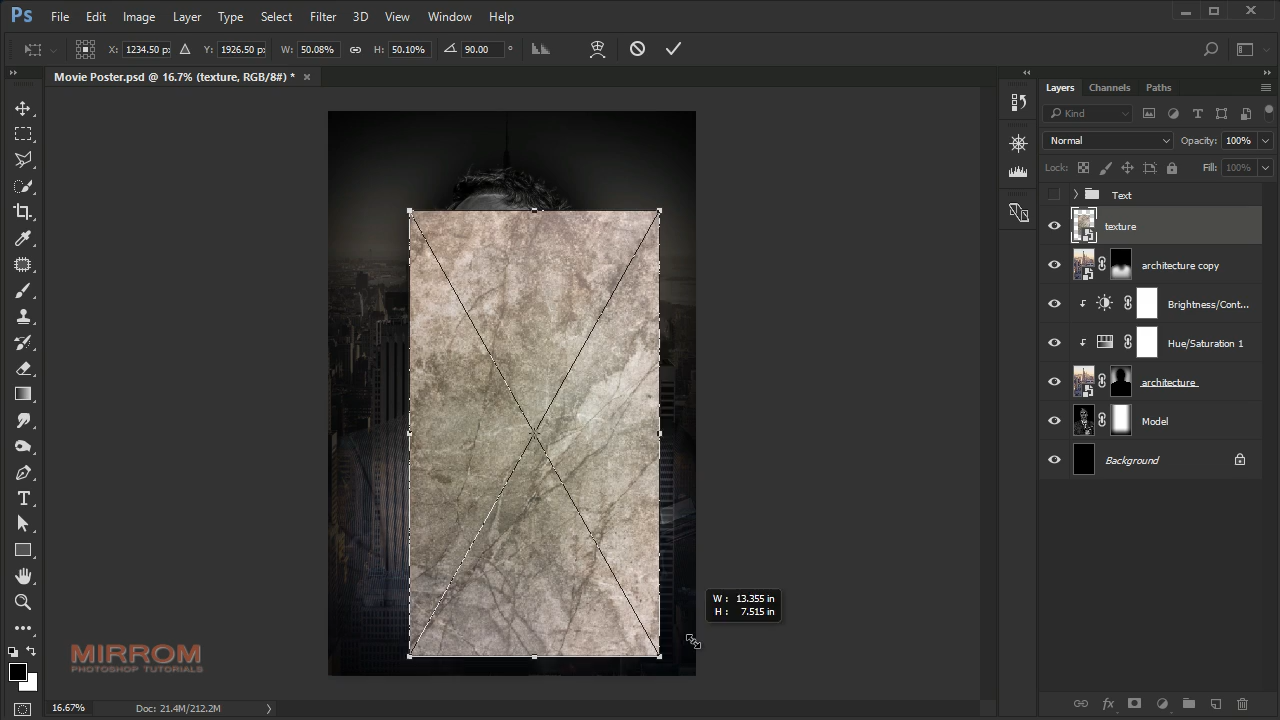 Ps File Edit Image Layer Type Select Filter 3D View Window Help
X: 1234.50 px Y: 1926.50 px W: 50.08% H: 50.10% 90.00 °
Movie Poster.psd @ 16.7% (texture, RGB/8#) * ×
Layers Channels Paths
Kind
Normal Opacity: 100%
Lock: Fill: 100%
Text
texture
architecture copy
Brightness/Cont...
Hue/Saturation 1
architecture
Model
Background
W : 13.355 in
H : 7.515 in
MIRROM
PHOTOSHOP TUTORIALS
16.67% Doc: 21.4M/212.2M